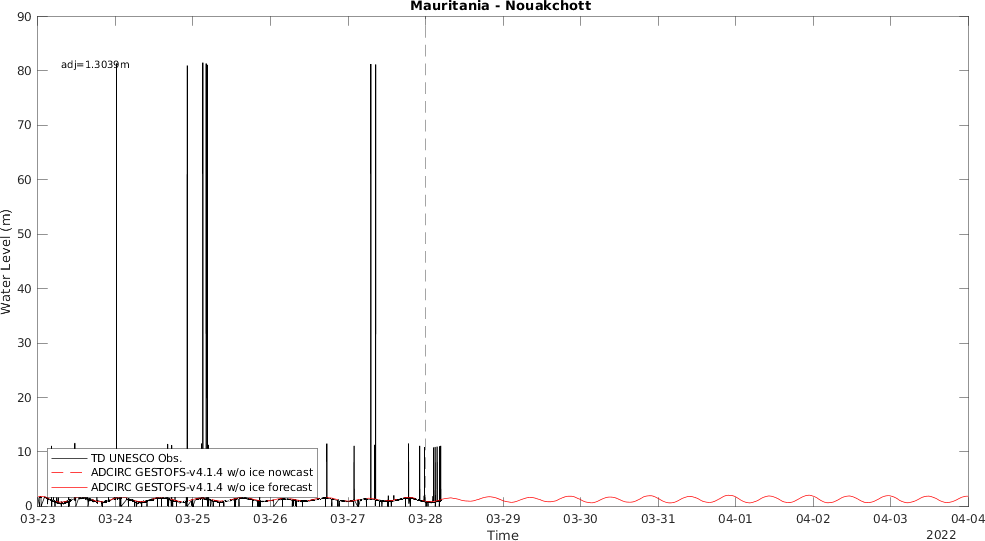 Mauritania - Nouakchott
90
80
70
60
50
40
30
20
10
0
Water Level (m)
adj=1.3039m
TD UNESCO Obs.
ADCIRC GESTOFS-v4.1.4 w/o ice nowcast
ADCIRC GESTOFS-v4.1.4 w/o ice forecast
03-23 03-24 03-25 03-26 03-27 03-28 03-29 03-30 03-31 04-01 04-02 04-03 04-04
Time
2022